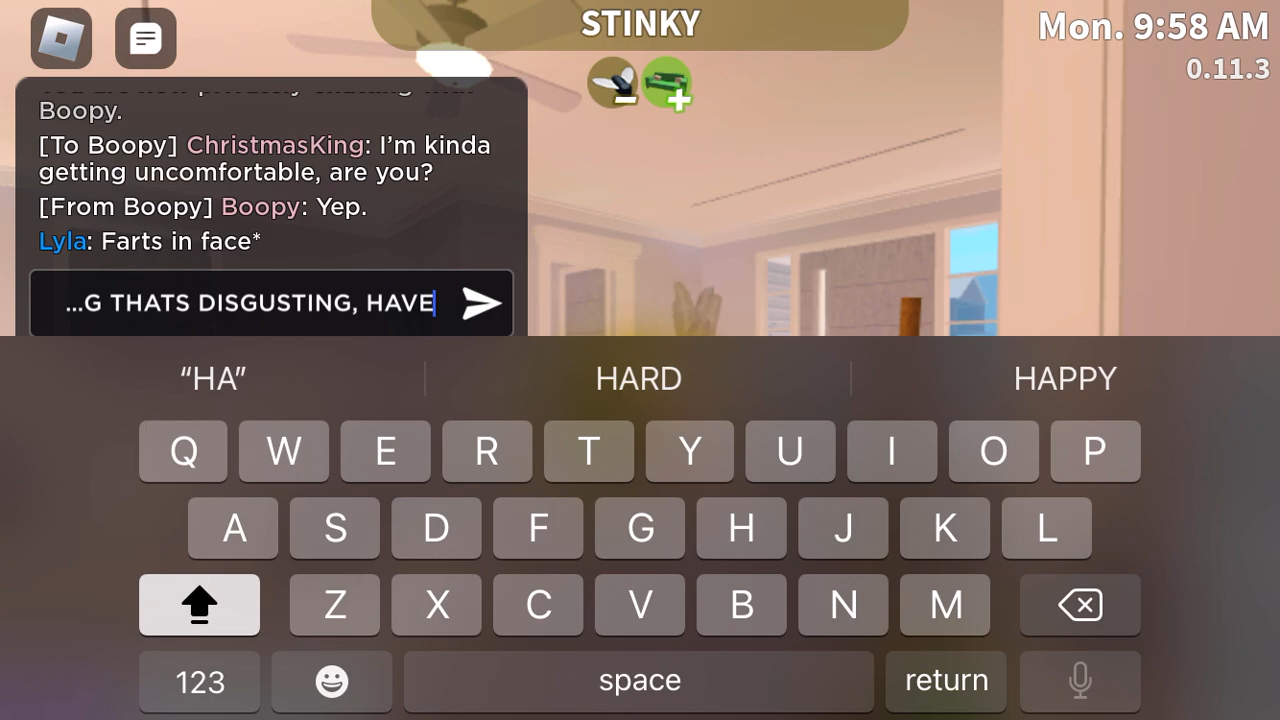 STINKY
Mon. 9:58 AM
0.11.3
Boopy.
[To Boopy] ChristmasKing: I’m kinda
getting uncomfortable, are you?
[From Boopy] Boopy: Yep.
Lyla: Farts in face*
...G THATS DISGUSTING, HAVE
“HA” HARD HAPPY
Q W E R T Y U I O P
A S D F G H J K L
Z X C V B N M
123 space return